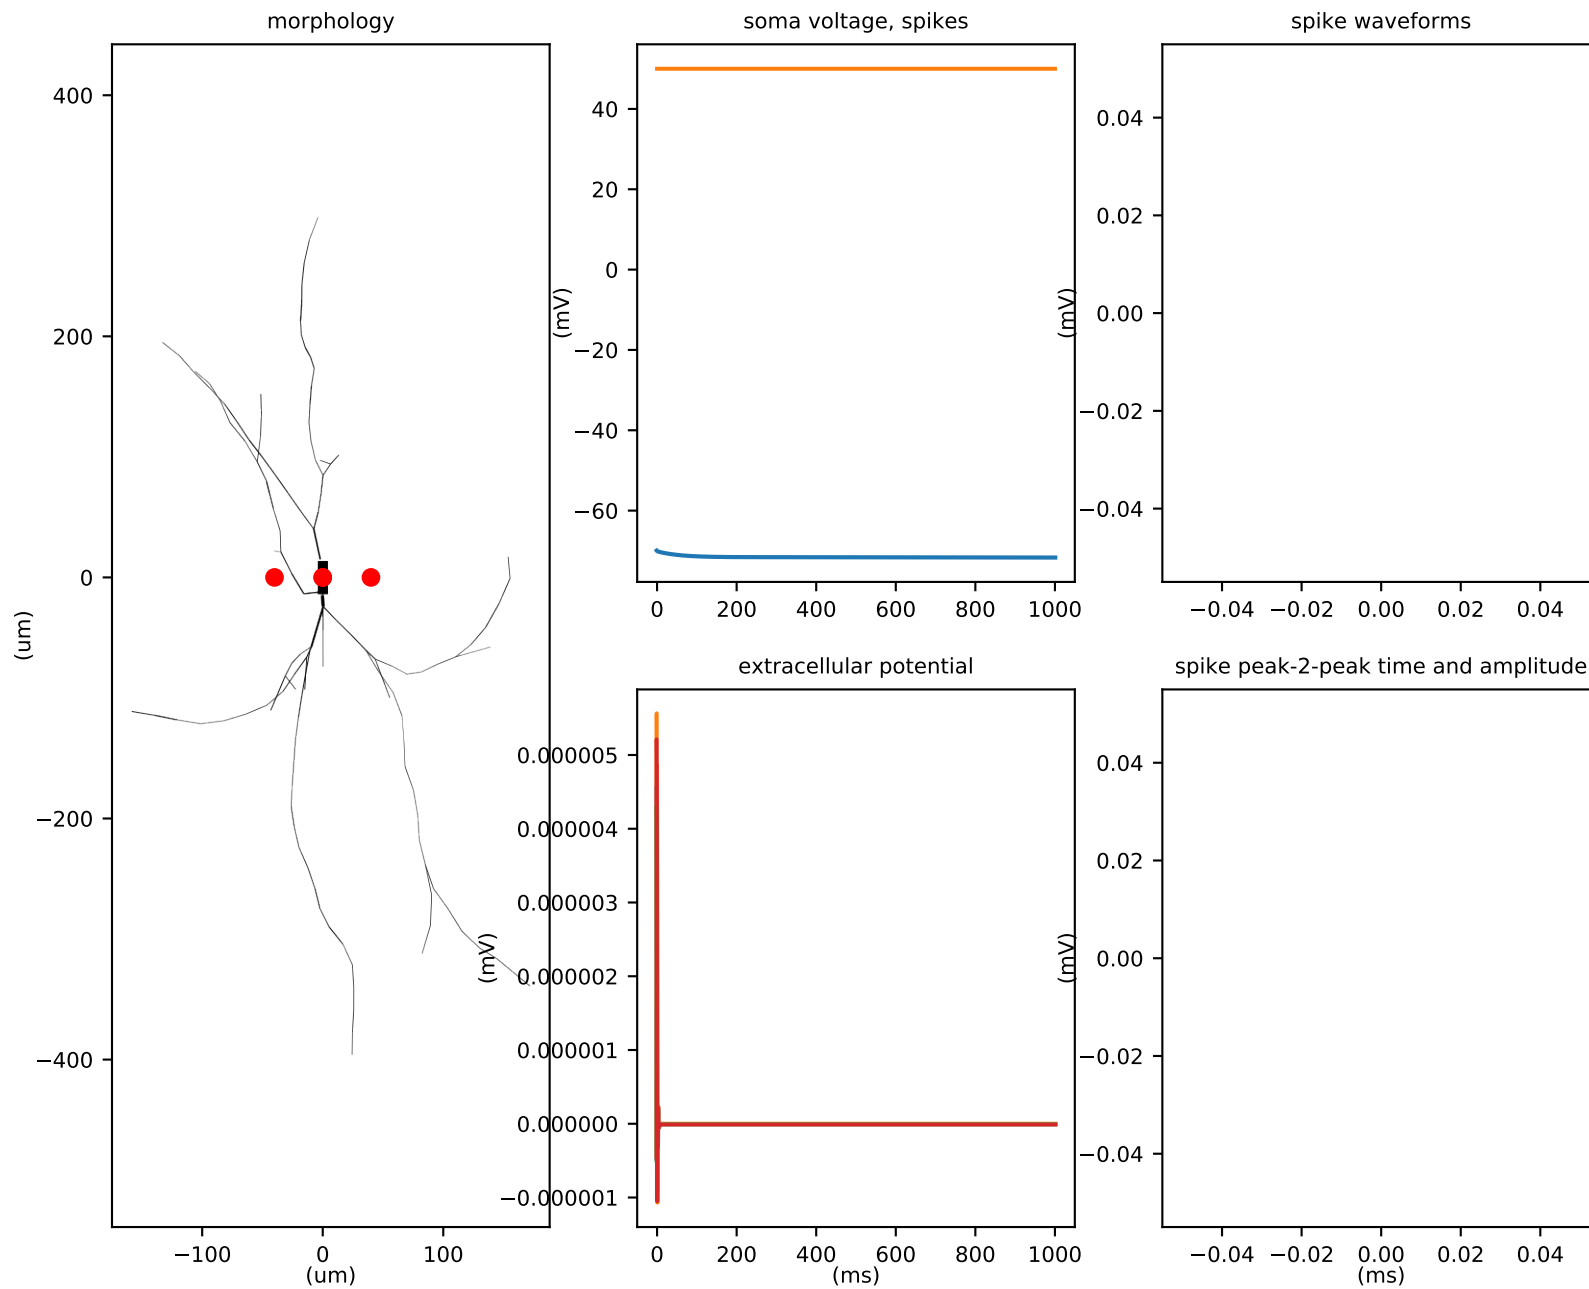 morphology
400
200
0
−200
−400
(um)
−100 0 100
(um)
soma voltage, spikes
40
20
0
−20
−40
−60
(mV)
0 200 400 600 800 1000
spike waveforms
0.04
0.02
0.00
−0.02
−0.04
(mV)
−0.04 −0.02 0.00 0.02 0.04
extracellular potential
0.000005
0.000004
0.000003
0.000002
0.000001
0.000000
−0.000001
(mV)
0 200 400 600 800 1000
(ms)
spike peak-2-peak time and amplitude
0.04
0.02
0.00
−0.02
−0.04
(mV)
−0.04 −0.02 0.00 0.02 0.04
(ms)